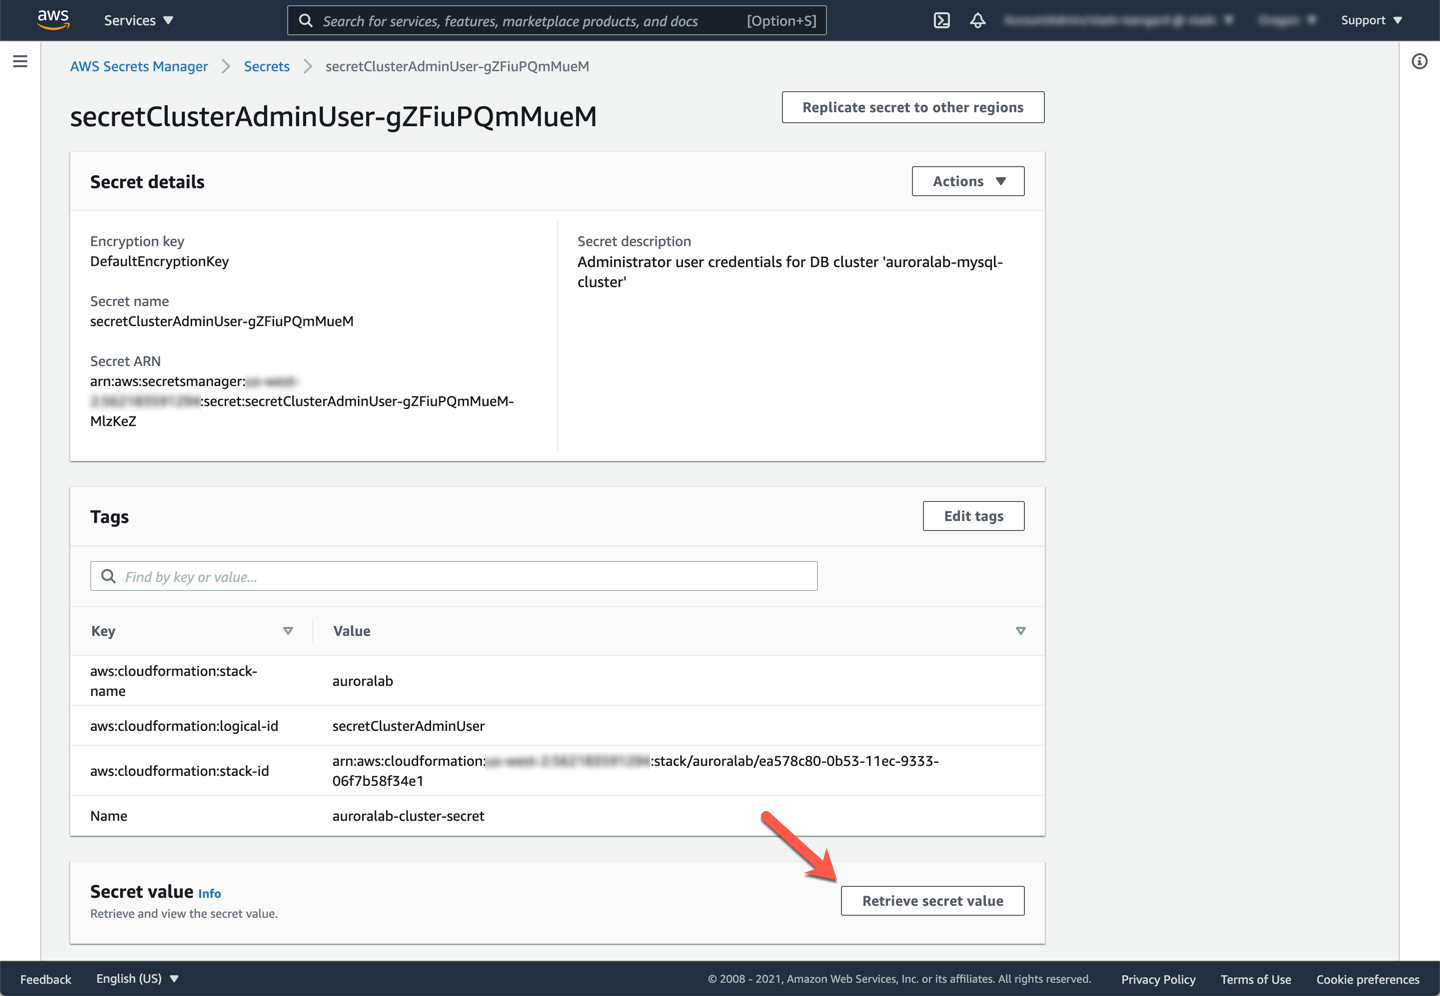 aws Services Search for services, features, marketplace products, and docs [Option+S] Support
AWS Secrets Manager Secrets secretClusterAdminUser-gZFiuPQmMueM
secretClusterAdminUser-gZFiuPQmMueM Replicate secret to other regions
Secret details Actions
Encryption key
DefaultEncryptionKey
Secret name
secretClusterAdminUser-gZFiuPQmMueM
Secret ARN
arn:aws:secretsmanager:
:secret:secretClusterAdminUser-gZFiuPQmMueM-
MlzKeZ
Secret description
Administrator user credentials for DB cluster 'auroralab-mysql-
cluster'
Tags Edit tags
Find by key or value...
Key Value
aws:cloudformation:stack-
name
auroralab
aws:cloudformation:logical-id secretClusterAdminUser
aws:cloudformation:stack-id
arn:aws:cloudformation: :stack/auroralab/ea578c80-0b53-11ec-9333-
06f7b58f34e1
Name auroralab-cluster-secret
Secret value Info
Retrieve and view the secret value.
Retrieve secret value
Feedback English (US) © 2008 - 2021, Amazon Web Services, Inc. or its affiliates. All rights reserved. Privacy Policy Terms of Use Cookie preferences